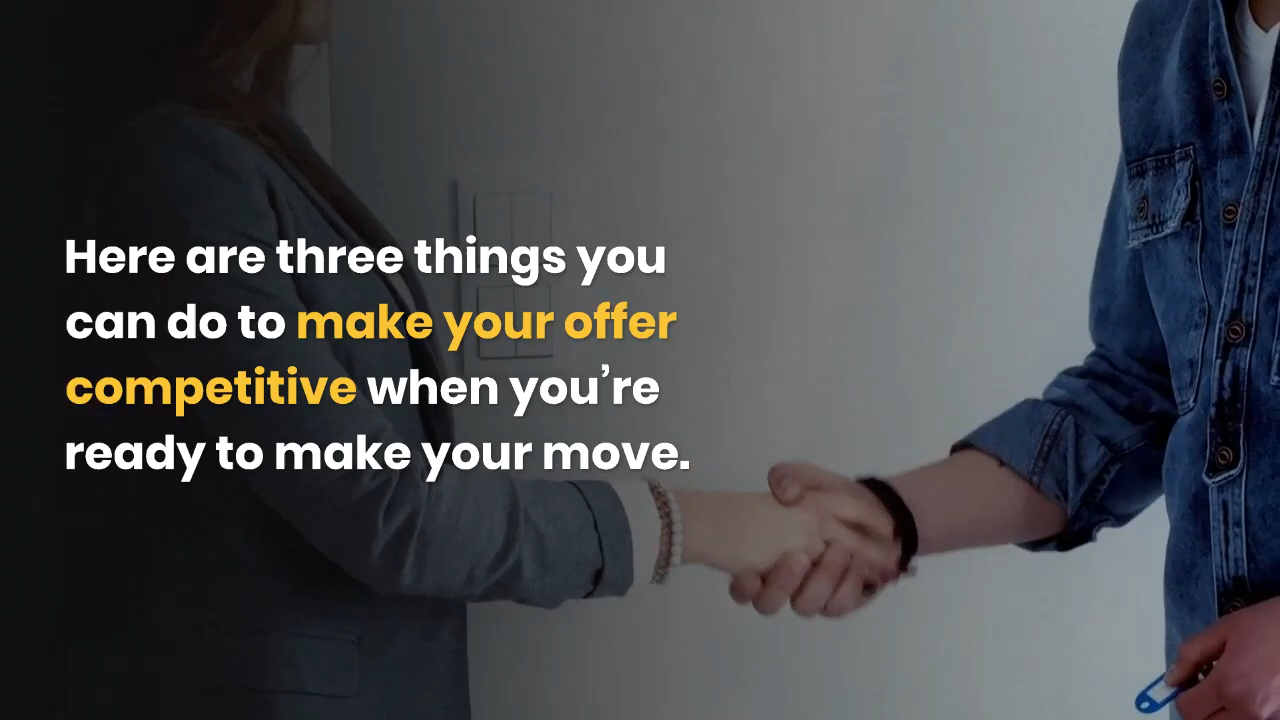 Here are three things you
can do to make your offer
competitive when you’re
ready to make your move.